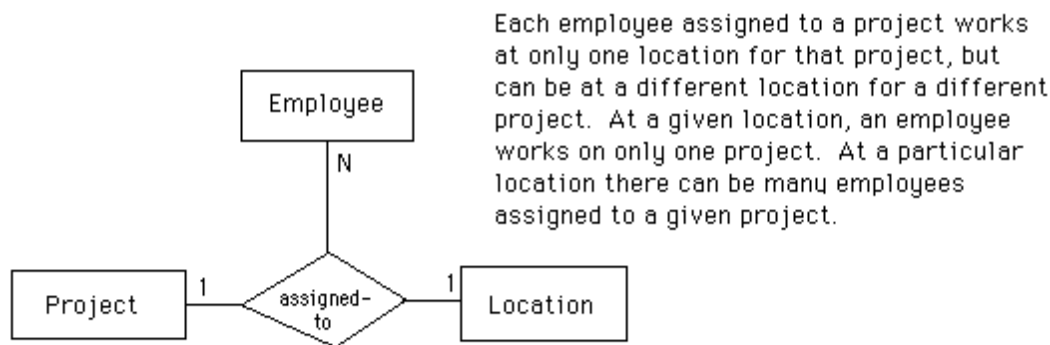 Each employee assigned to a project works
at only one location for that project, but
can be at a different location for a different
project. At a given location, an employee
works on only one project. At a particular
location there can be many employees
assigned to a given project.
Employee
N
Project
1
assigned-
to
1
Location